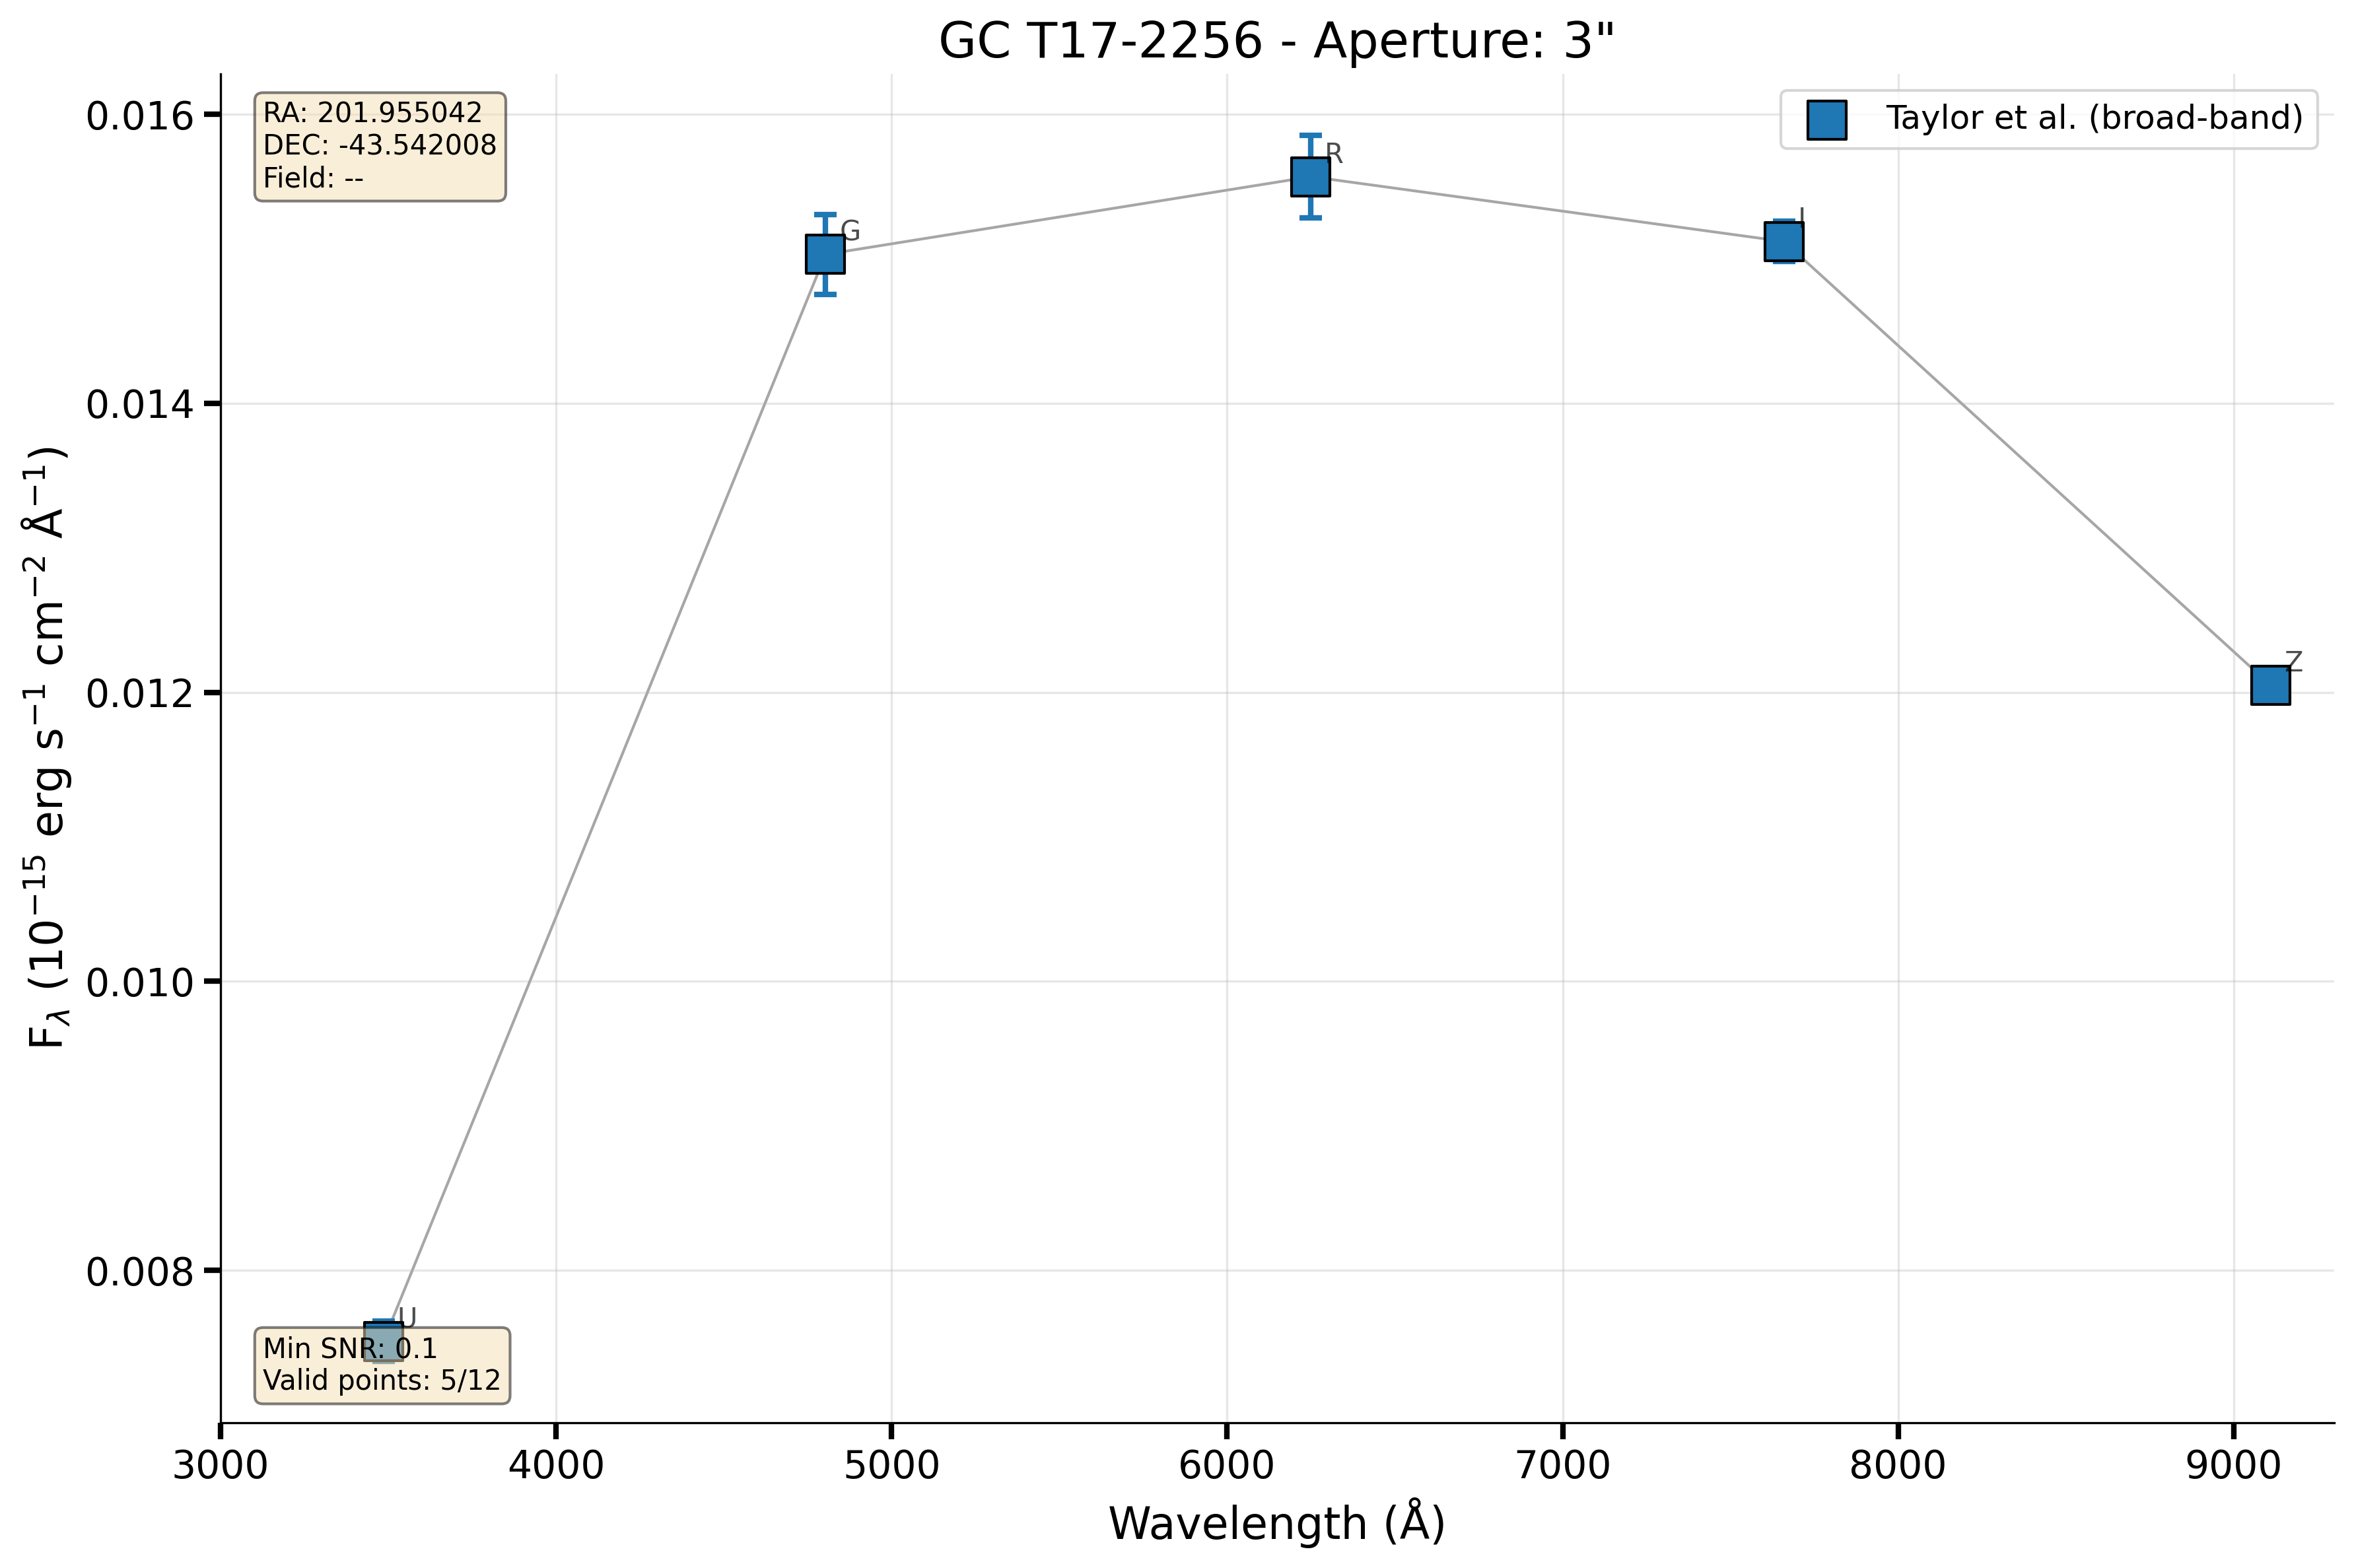 GC T17-2256 - Aperture: 3"
RA: 201.955042
DEC: -43.542008
Field: --
Taylor et al. (broad-band)
G
R
I
Z
U
Min SNR: 0.1
Valid points: 5/12
0.016
0.014
0.012
0.010
0.008
F_λ (10⁻¹⁵ erg s⁻¹ cm⁻² Å⁻¹)
3000 4000 5000 6000 7000 8000 9000
Wavelength (Å)